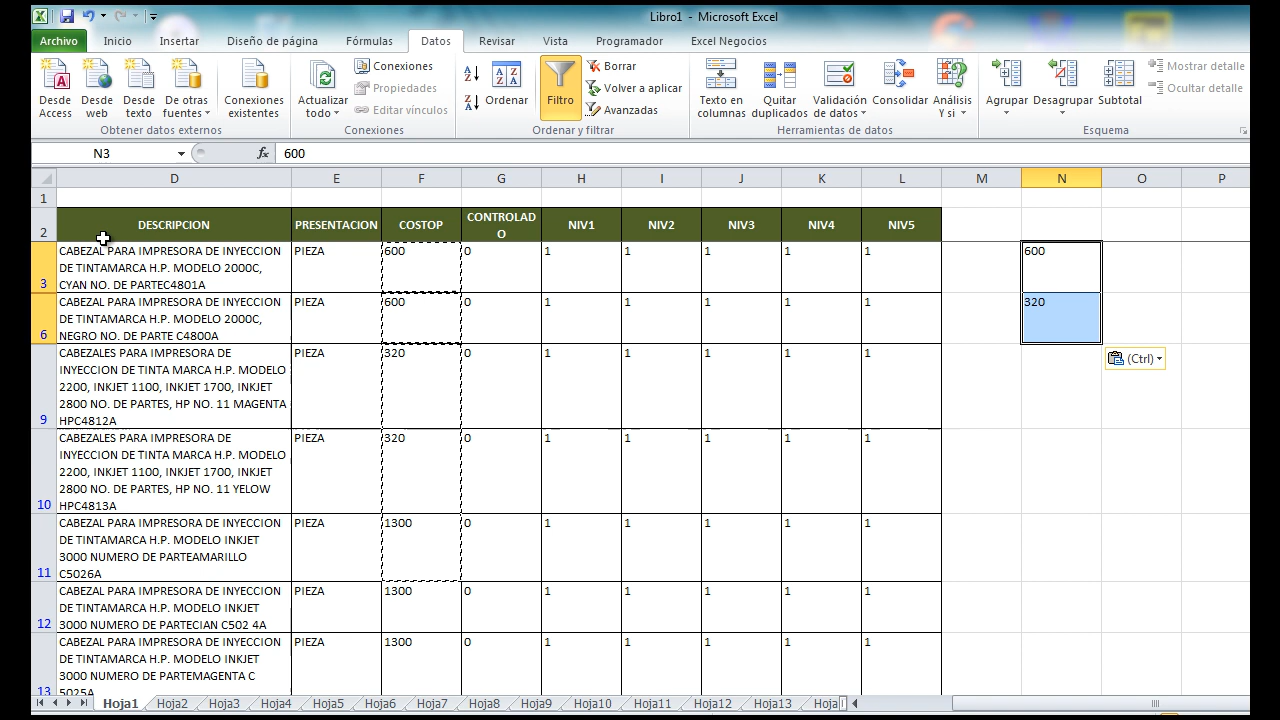 Libro1 - Microsoft Excel
Archivo Inicio Insertar Diseño de página Fórmulas Datos Revisar Vista Programador Excel Negocios
Desde Access
Desde web
Desde texto
De otras fuentes
Conexiones existentes
Obtener datos externos
Actualizar todo
Conexiones
Propiedades
Editar vínculos
Conexiones
Ordenar
Filtro
Borrar
Volver a aplicar
Avanzadas
Ordenar y filtrar
Texto en columnas
Quitar duplicados
Validación de datos
Consolidar
Análisis Y si
Herramientas de datos
Agrupar
Desagrupar
Subtotal
Mostrar detalle
Ocultar detalle
Esquema
N3 fx 600
D E F G H I J K L M N O P
1
2 DESCRIPCION PRESENTACION COSTOP CONTROLAD
O NIV1 NIV2 NIV3 NIV4 NIV5
CABEZAL PARA IMPRESORA DE INYECCION PIEZA 600 0 1 1 1 1 1 600
DE TINTAMARCA H.P. MODELO 2000C,
3 CYAN NO. DE PARTEC4801A
CABEZAL PARA IMPRESORA DE INYECCION PIEZA 600 0 1 1 1 1 1 320
DE TINTAMARCA H.P. MODELO 2000C,
6 NEGRO NO. DE PARTE C4800A
(Ctrl)
CABEZALES PARA IMPRESORA DE PIEZA 320 0 1 1 1 1 1
INYECCION DE TINTA MARCA H.P. MODELO
2200, INKJET 1100, INKJET 1700, INKJET
2800 NO. DE PARTES, HP NO. 11 MAGENTA
9 HPC4812A
CABEZALES PARA IMPRESORA DE PIEZA 320 0 1 1 1 1 1
INYECCION DE TINTA MARCA H.P. MODELO
2200, INKJET 1100, INKJET 1700, INKJET
2800 NO. DE PARTES, HP NO. 11 YELOW
10 HPC4813A
CABEZAL PARA IMPRESORA DE INYECCION PIEZA 1300 0 1 1 1 1 1
DE TINTAMARCA H.P. MODELO INKJET
3000 NUMERO DE PARTEAMARILLO
11 C5026A
CABEZAL PARA IMPRESORA DE INYECCION PIEZA 1300 0 1 1 1 1 1
DE TINTAMARCA H.P. MODELO INKJET
12 3000 NUMERO DE PARTECIAN C502 4A
CABEZAL PARA IMPRESORA DE INYECCION PIEZA 1300 0 1 1 1 1 1
DE TINTAMARCA H.P. MODELO INKJET
3000 NUMERO DE PARTEMAGENTA C
13 5025A
Hoja1 Hoja2 Hoja3 Hoja4 Hoja5 Hoja6 Hoja7 Hoja8 Hoja9 Hoja10 Hoja11 Hoja12 Hoja13 Hoja